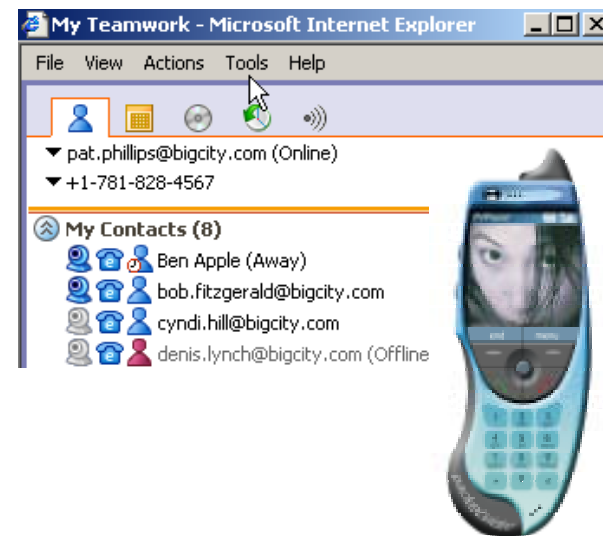 My Teamwork - Microsoft Internet Explorer
File View Actions Tools Help
pat.phillips@bigcity.com (Online)
+1-781-828-4567
My Contacts (8)
Ben Apple (Away)
bob.fitzgerald@bigcity.com
cyndi.hill@bigcity.com
denis.lynch@bigcity.com (Offline